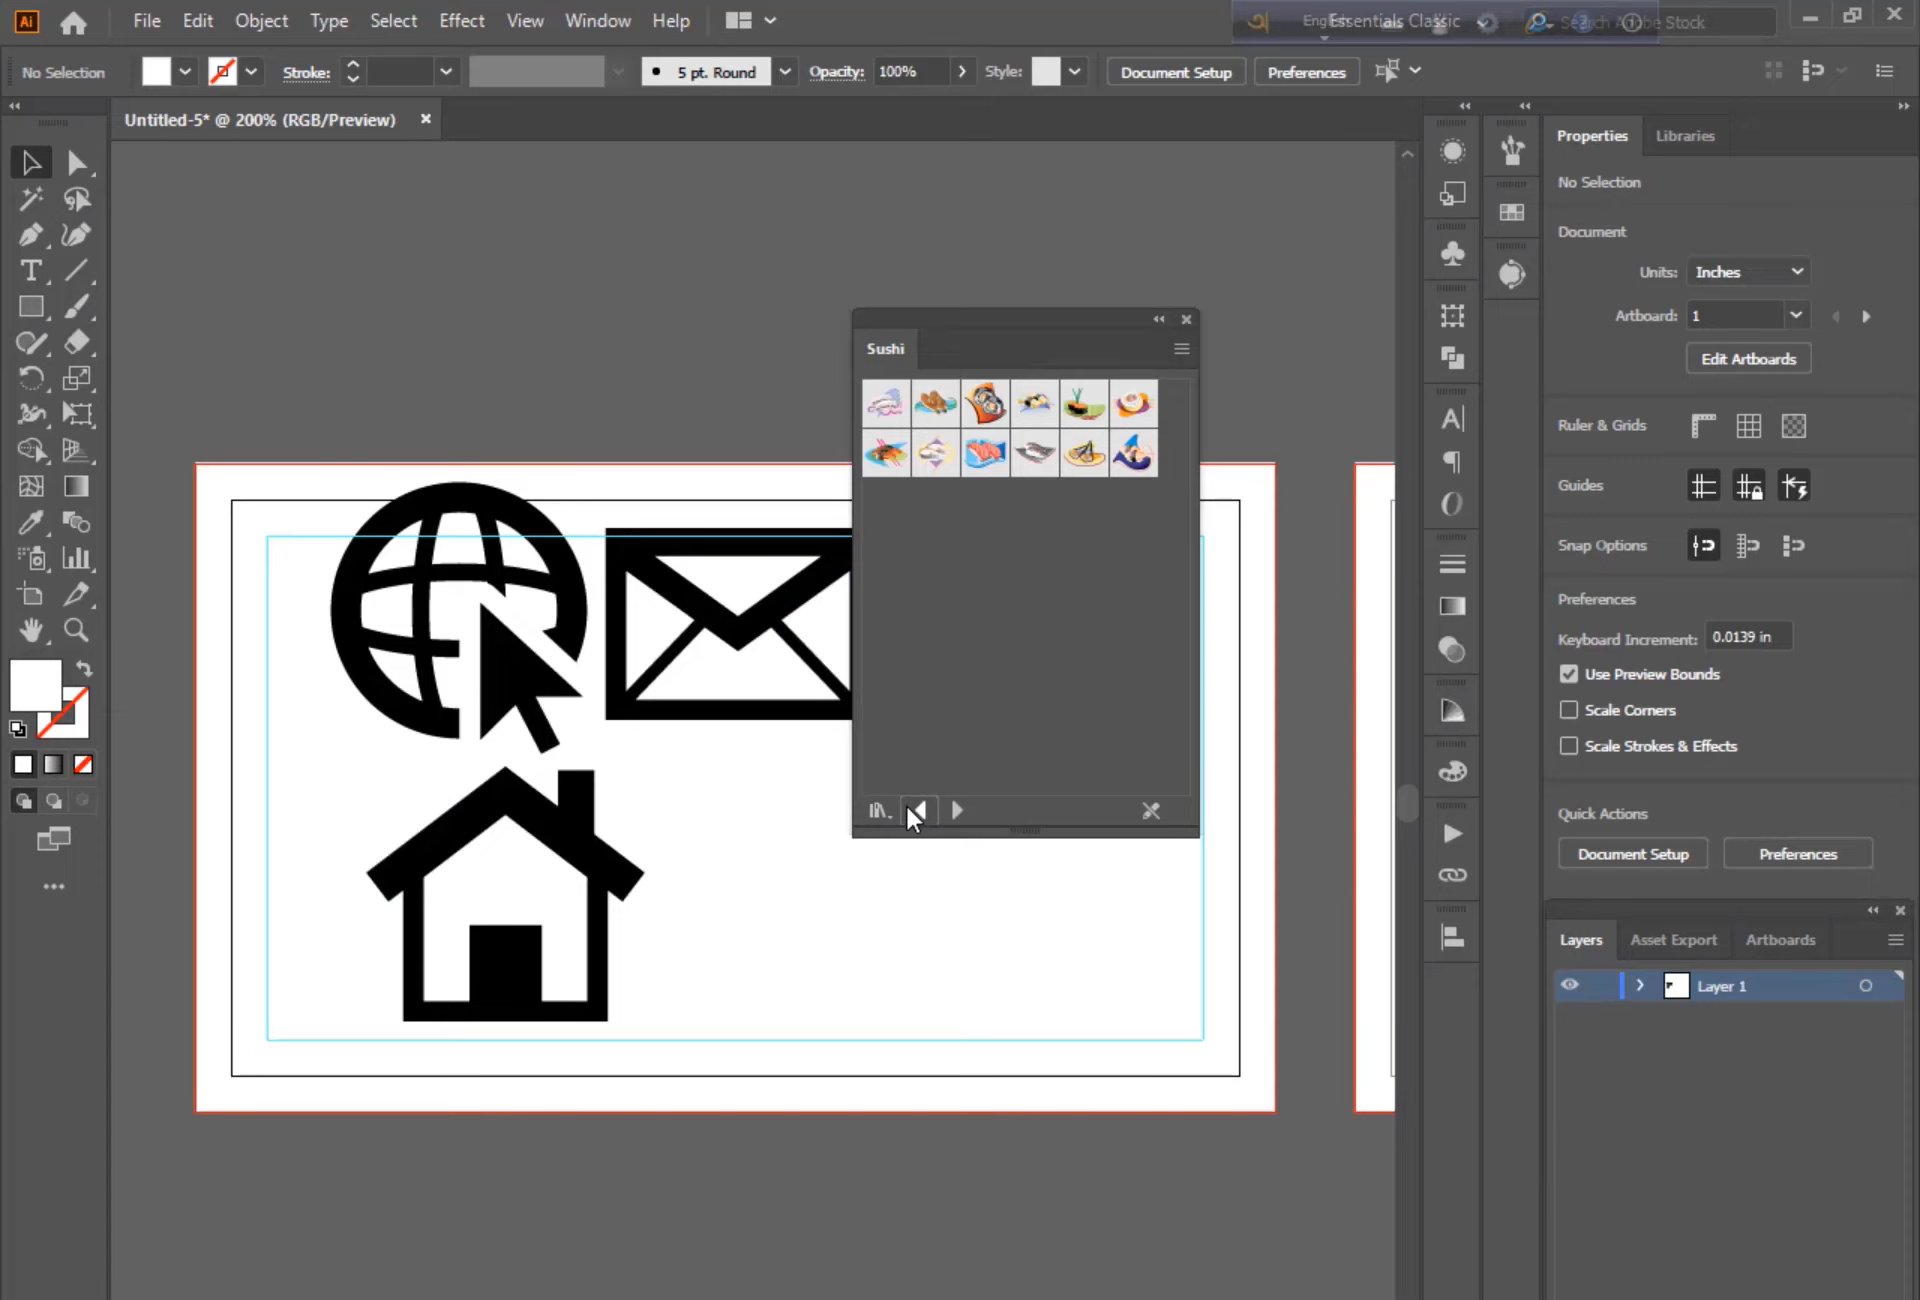 Ai File Edit Object Type Select Effect View Window Help Essentials Classic Search Adobe Stock
No Selection Stroke: 5 pt. Round Opacity: 100% Style: Document Setup Preferences
Untitled-5* @ 200% (RGB/Preview)
Properties Libraries
No Selection
Document
Units: Inches
Artboard: 1
Edit Artboards
Sushi
Ruler & Grids
Guides
Snap Options
Preferences
Keyboard Increment: 0.0139 in
Use Preview Bounds
Scale Corners
Scale Strokes & Effects
Quick Actions
Document Setup Preferences
Layers Asset Export Artboards
Layer 1